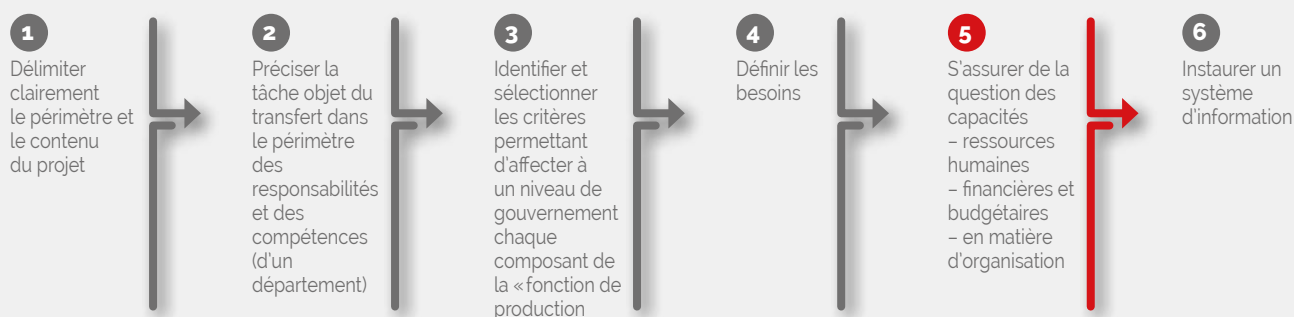 1
Délimiter
clairement
le périmètre et
le contenu
du projet
2
Préciser la
tâche objet du
transfert dans
le périmètre
des
responsabilités
et des
compétences
(d'un
département)
3
Identifier et
sélectionner
les critères
permettant
d'affecter à
un niveau de
gouvernement
chaque
composant de
la «fonction de
production
4
Définir les
besoins
5
S'assurer de la
question des
capacités
– ressources
humaines
– financières et
budgétaires
– en matière
d'organisation
6
Instaurer un
système
d'information